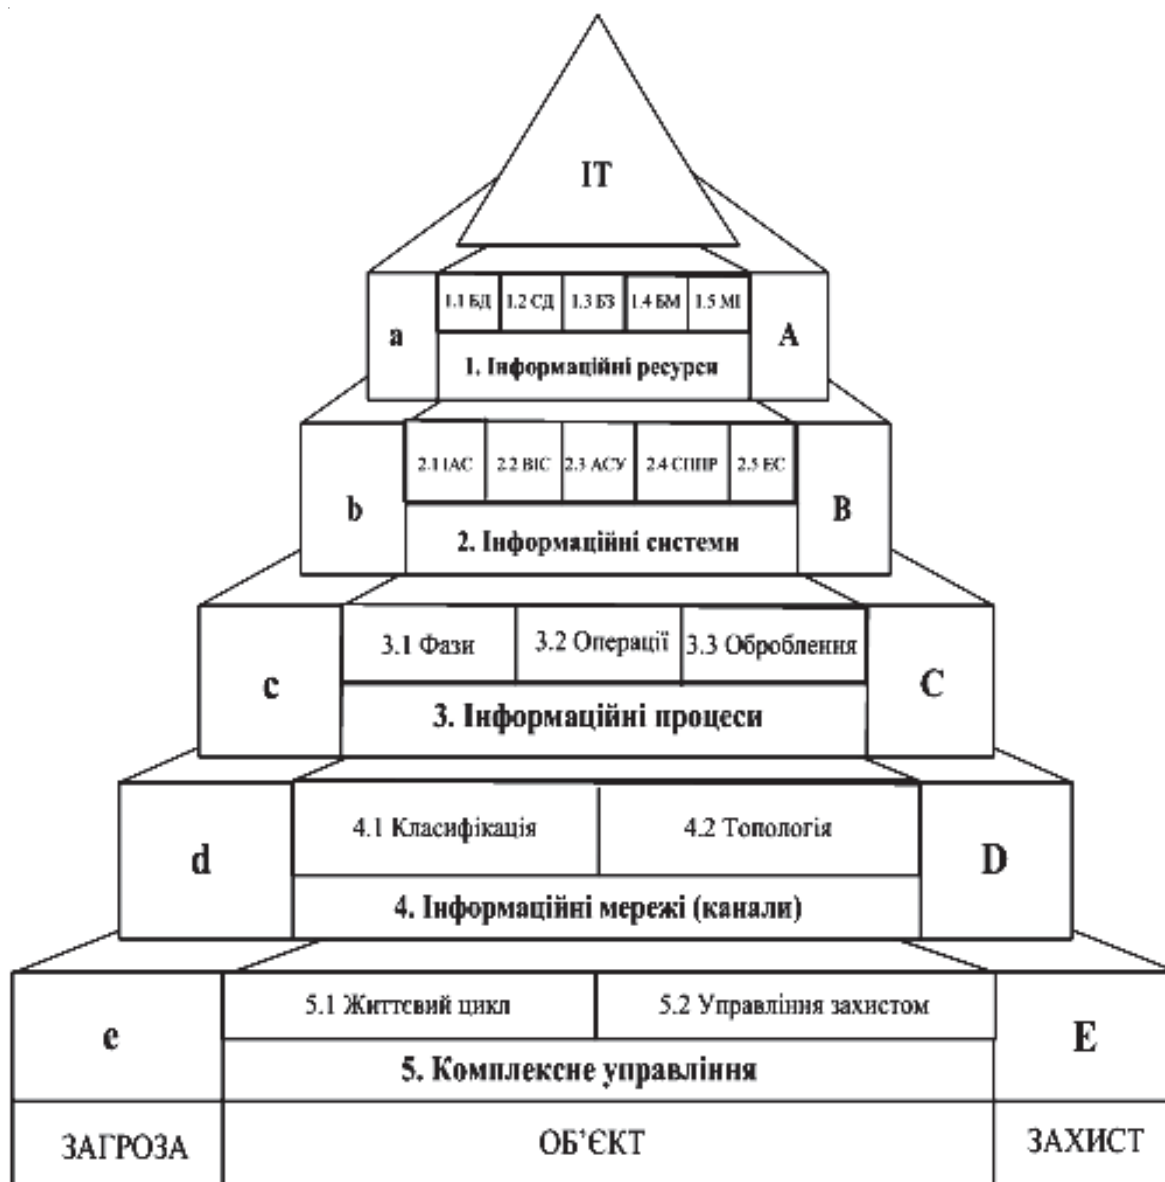 ІТ
1.1 БД 1.2 СД 1.3 БЗ 1.4 БМ 1.5 МІ
a A
1. Інформаційні ресурси
2.1 ІАС 2.2 ВІС 2.3 АСУ 2.4 СППР 2.5 ЕС
b B
2. Інформаційні системи
3.1 Фази 3.2 Операції 3.3 Оброблення
c C
3. Інформаційні процеси
4.1 Класифікація 4.2 Топологія
d D
4. Інформаційні мережі (канали)
5.1 Життєвий цикл 5.2 Управління захистом
e E
5. Комплексне управління
ЗАГРОЗА ОБ’ЄКТ ЗАХИСТ